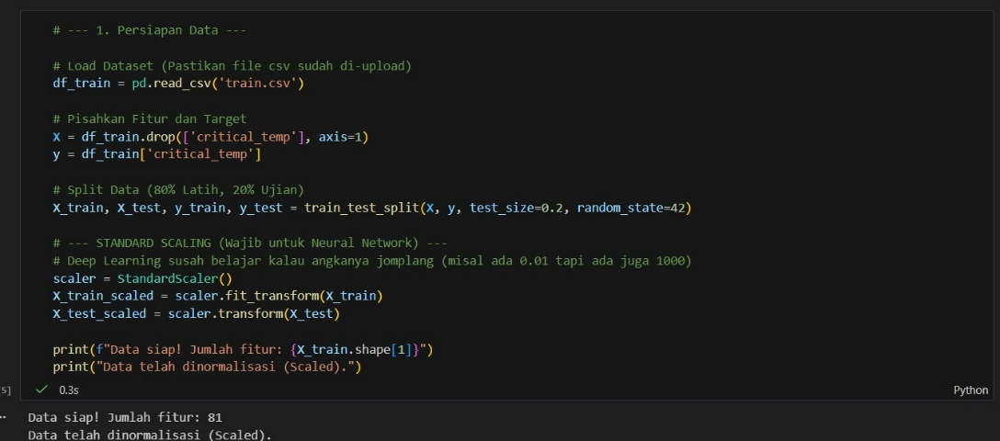 # --- 1. Persiapan Data ---
# Load Dataset (Pastikan file csv sudah di-upload)
df_train = pd.read_csv('train.csv')
# Pisahkan Fitur dan Target
X = df_train.drop(['critical_temp'], axis=1)
y = df_train['critical_temp']
# Split Data (80% Latih, 20% Ujian)
X_train, X_test, y_train, y_test = train_test_split(X, y, test_size=0.2, random_state=42)
# --- STANDARD SCALING (Wajib untuk Neural Network) ---
# Deep Learning susah belajar kalau angkanya jomplang (misal ada 0.01 tapi ada juga 1000)
scaler = StandardScaler()
X_train_scaled = scaler.fit_transform(X_train)
X_test_scaled = scaler.transform(X_test)
print(f"Data siap! Jumlah fitur: {X_train.shape[1]}")
print("Data telah dinormalisasi (Scaled).")
5] ✓ 0.3s Python
Data siap! Jumlah fitur: 81
Data telah dinormalisasi (Scaled).